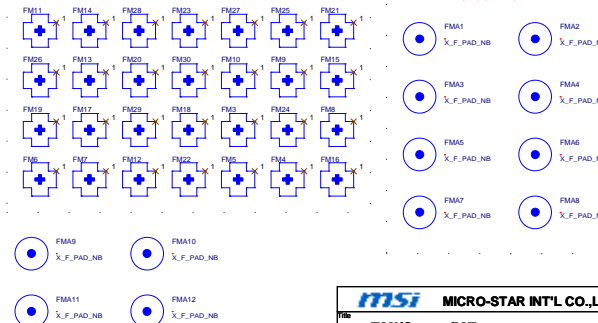 FM11 FM14 FM28 FM23 FM27 FM25 FM21
1 1 1 1 1 1 1
FM26 FM13 FM20 FM30 FM10 FM9 FM15
1 1 1 1 1 1 1
FM19 FM17 FM29 FM18 FM3 FM24 FM8
1 1 1 1 1 1 1
FM6 FM7 FM12 FM22 FM5 FM4 FM16
1 1 1 1 1 1 1
FMA1 FMA2
X_F_PAD_NB X_F_PAD_N
FMA3 FMA4
X_F_PAD_NB X_F_PAD_N
FMA5 FMA6
X_F_PAD_NB X_F_PAD_N
FMA7 FMA8
X_F_PAD_NB X_F_PAD_N
FMA9 FMA10
X_F_PAD_NB X_F_PAD_NB
FMA11 FMA12
X_F_PAD_NB X_F_PAD_NB
msi MICRO-STAR INT'L CO.,L
Title